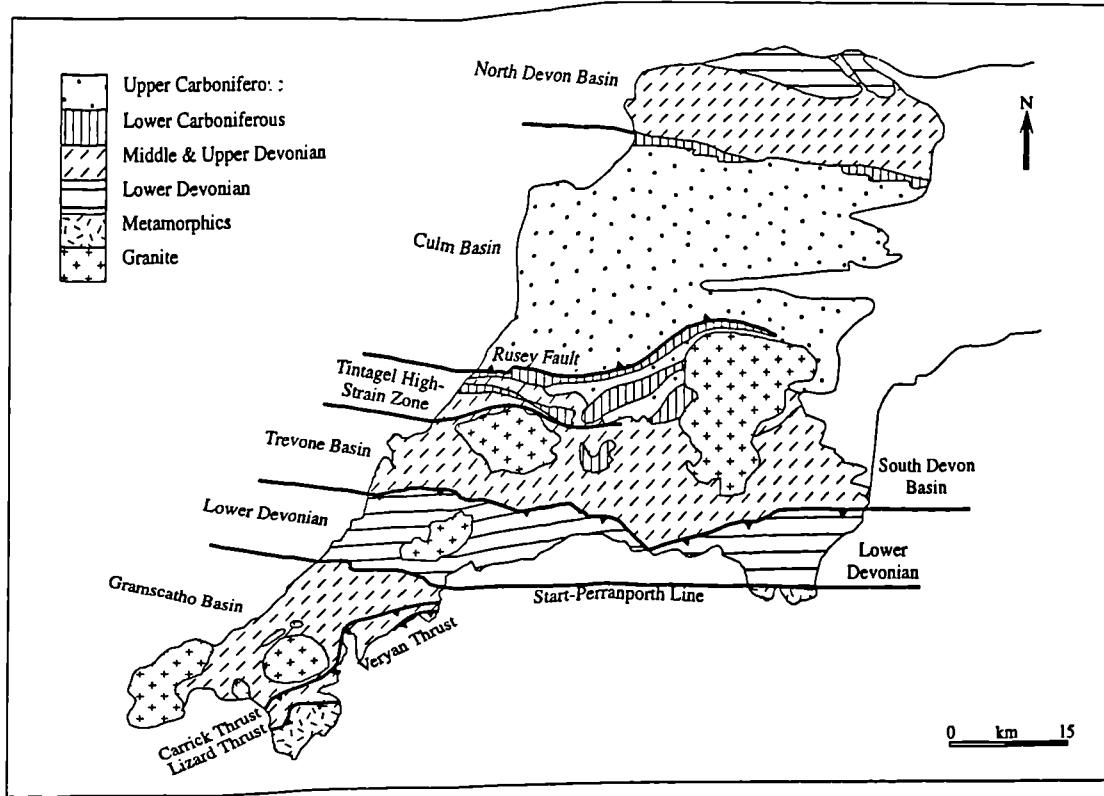 Upper Carbonifero
Lower Carboniferous
Middle & Upper Devonian
Lower Devonian
Metamorphics
Granite
North Devon Basin
N
Culm Basin
Rusey Fault
Tintagel High-
Strain Zone
Trevone Basin
South Devon
Basin
Lower Devonian
Lower
Devonian
Gramscatho Basin
Start-Perranporth Line
Veryan Thrust
Carrick Thrust
Lizard Thrust
0 km 15